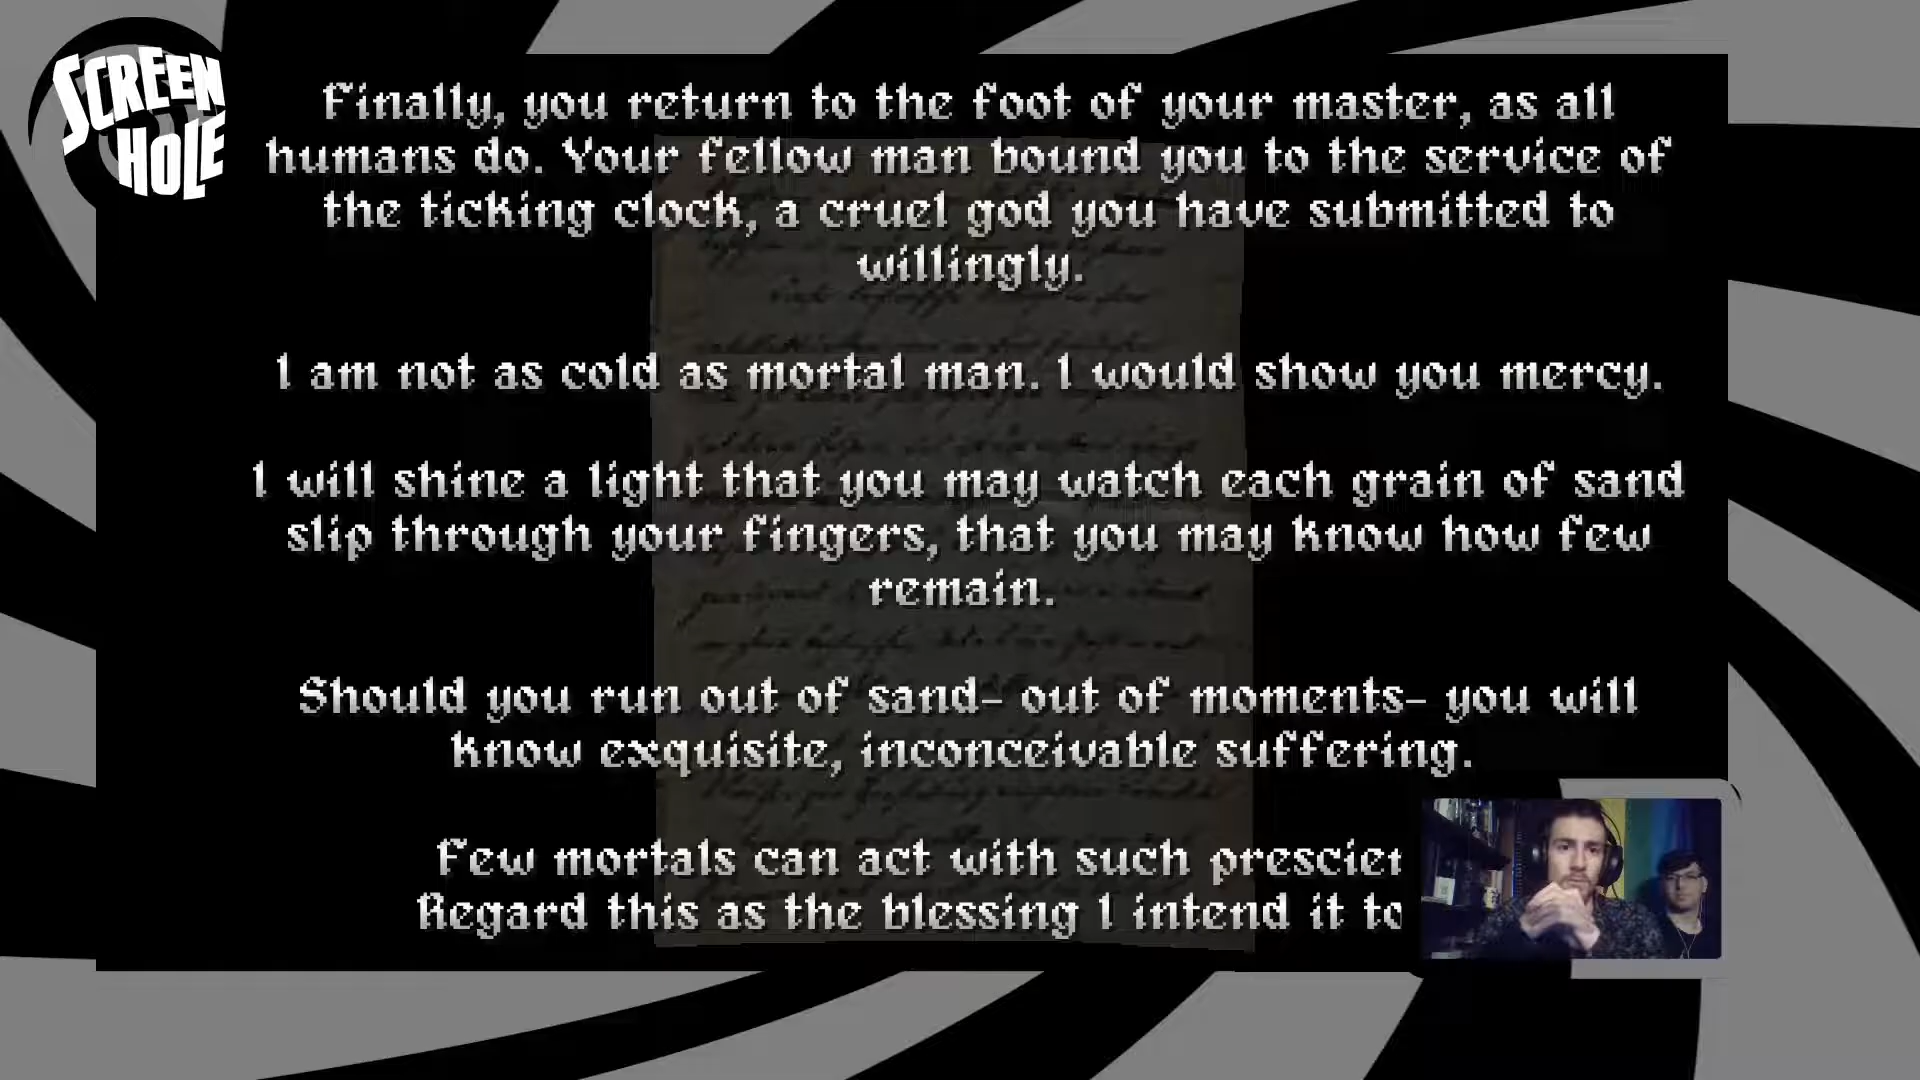 SCREEN
HOLE
Finally, you return to the foot of your master, as all
humans do. Your fellow man bound you to the service of
the ticking clock, a cruel god you have submitted to
willingly.
I am not as cold as mortal man. I would show you mercy.
I will shine a light that you may watch each grain of sand
slip through your fingers, that you may know how few
remain.
Should you run out of sand- out of moments- you will
know exquisite, inconceivable suffering.
Few mortals can act with such
Regard this as the blessing I intend it to